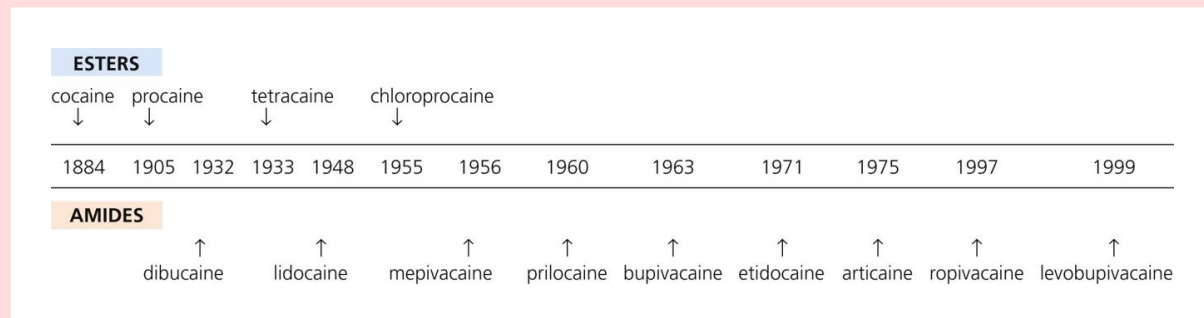 ESTERS
cocaine procaine tetracaine chloroprocaine
↓ ↓ ↓ ↓
1884 1905 1932 1933 1948 1955 1956 1960 1963 1971 1975 1997 1999
AMIDES
↑ ↑ ↑ ↑ ↑ ↑ ↑ ↑ ↑
dibucaine lidocaine mepivacaine prilocaine bupivacaine etidocaine articaine ropivacaine levobupivacaine